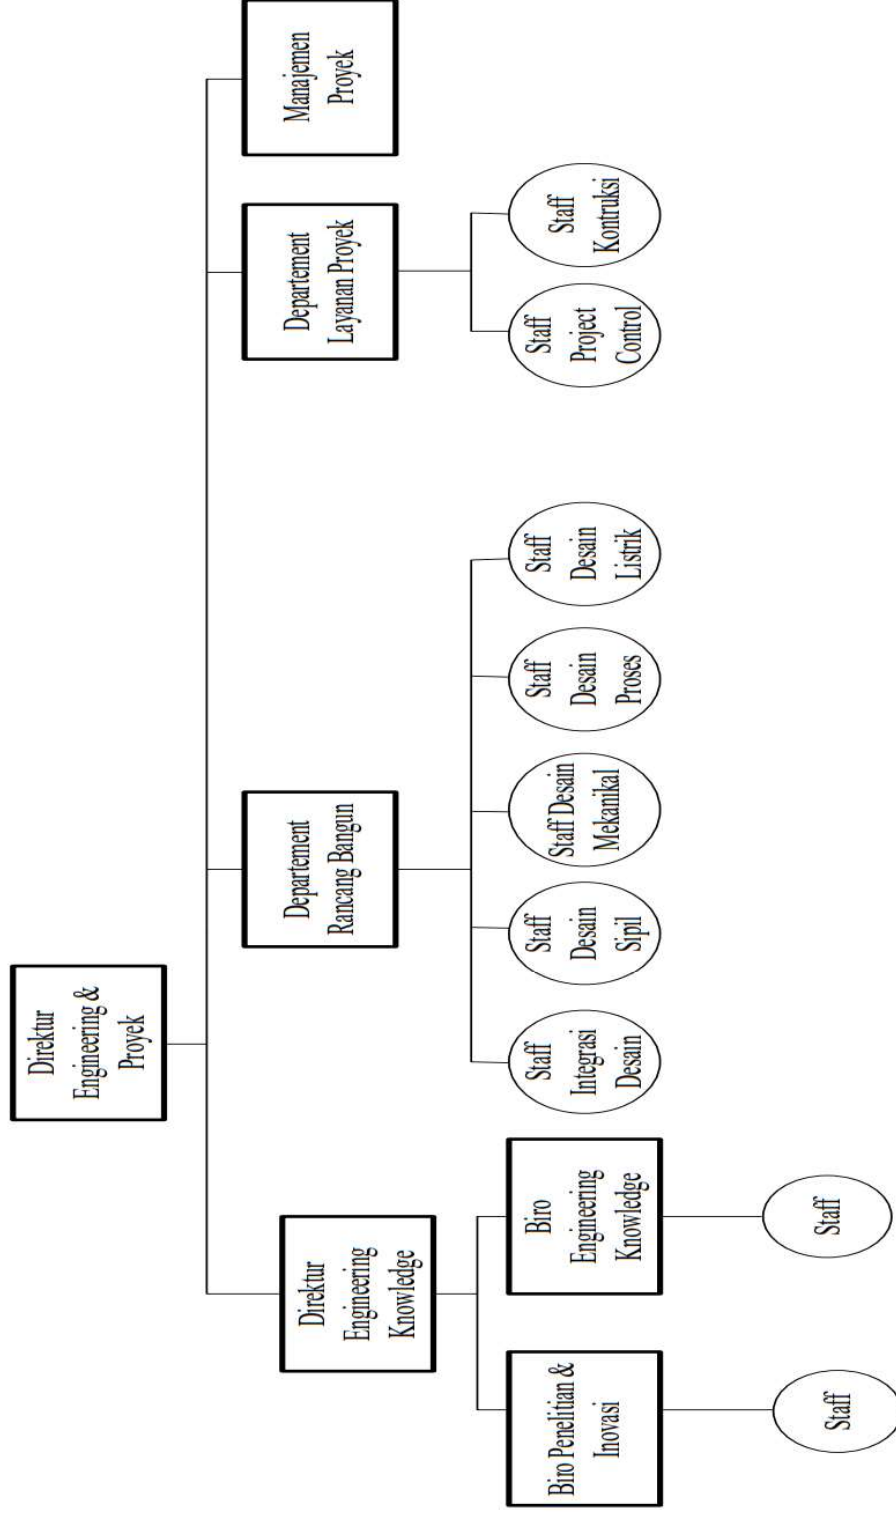 Direktur
Engineering &
Proyek
Direktur
Engineering
Knowledge
Departement
Rancang Bangun
Departement
Layanan Proyek
Manajemen
Proyek
Biro Penelitian &
Inovasi
Biro
Engineering
Knowledge
Staff
Integrasi
Desain
Staff
Desain
Sipil
Staff Desain
Mekanikal
Staff
Desain
Proses
Staff
Desain
Listrik
Staff
Project
Control
Staff
Kontruksi
Staff
Staff